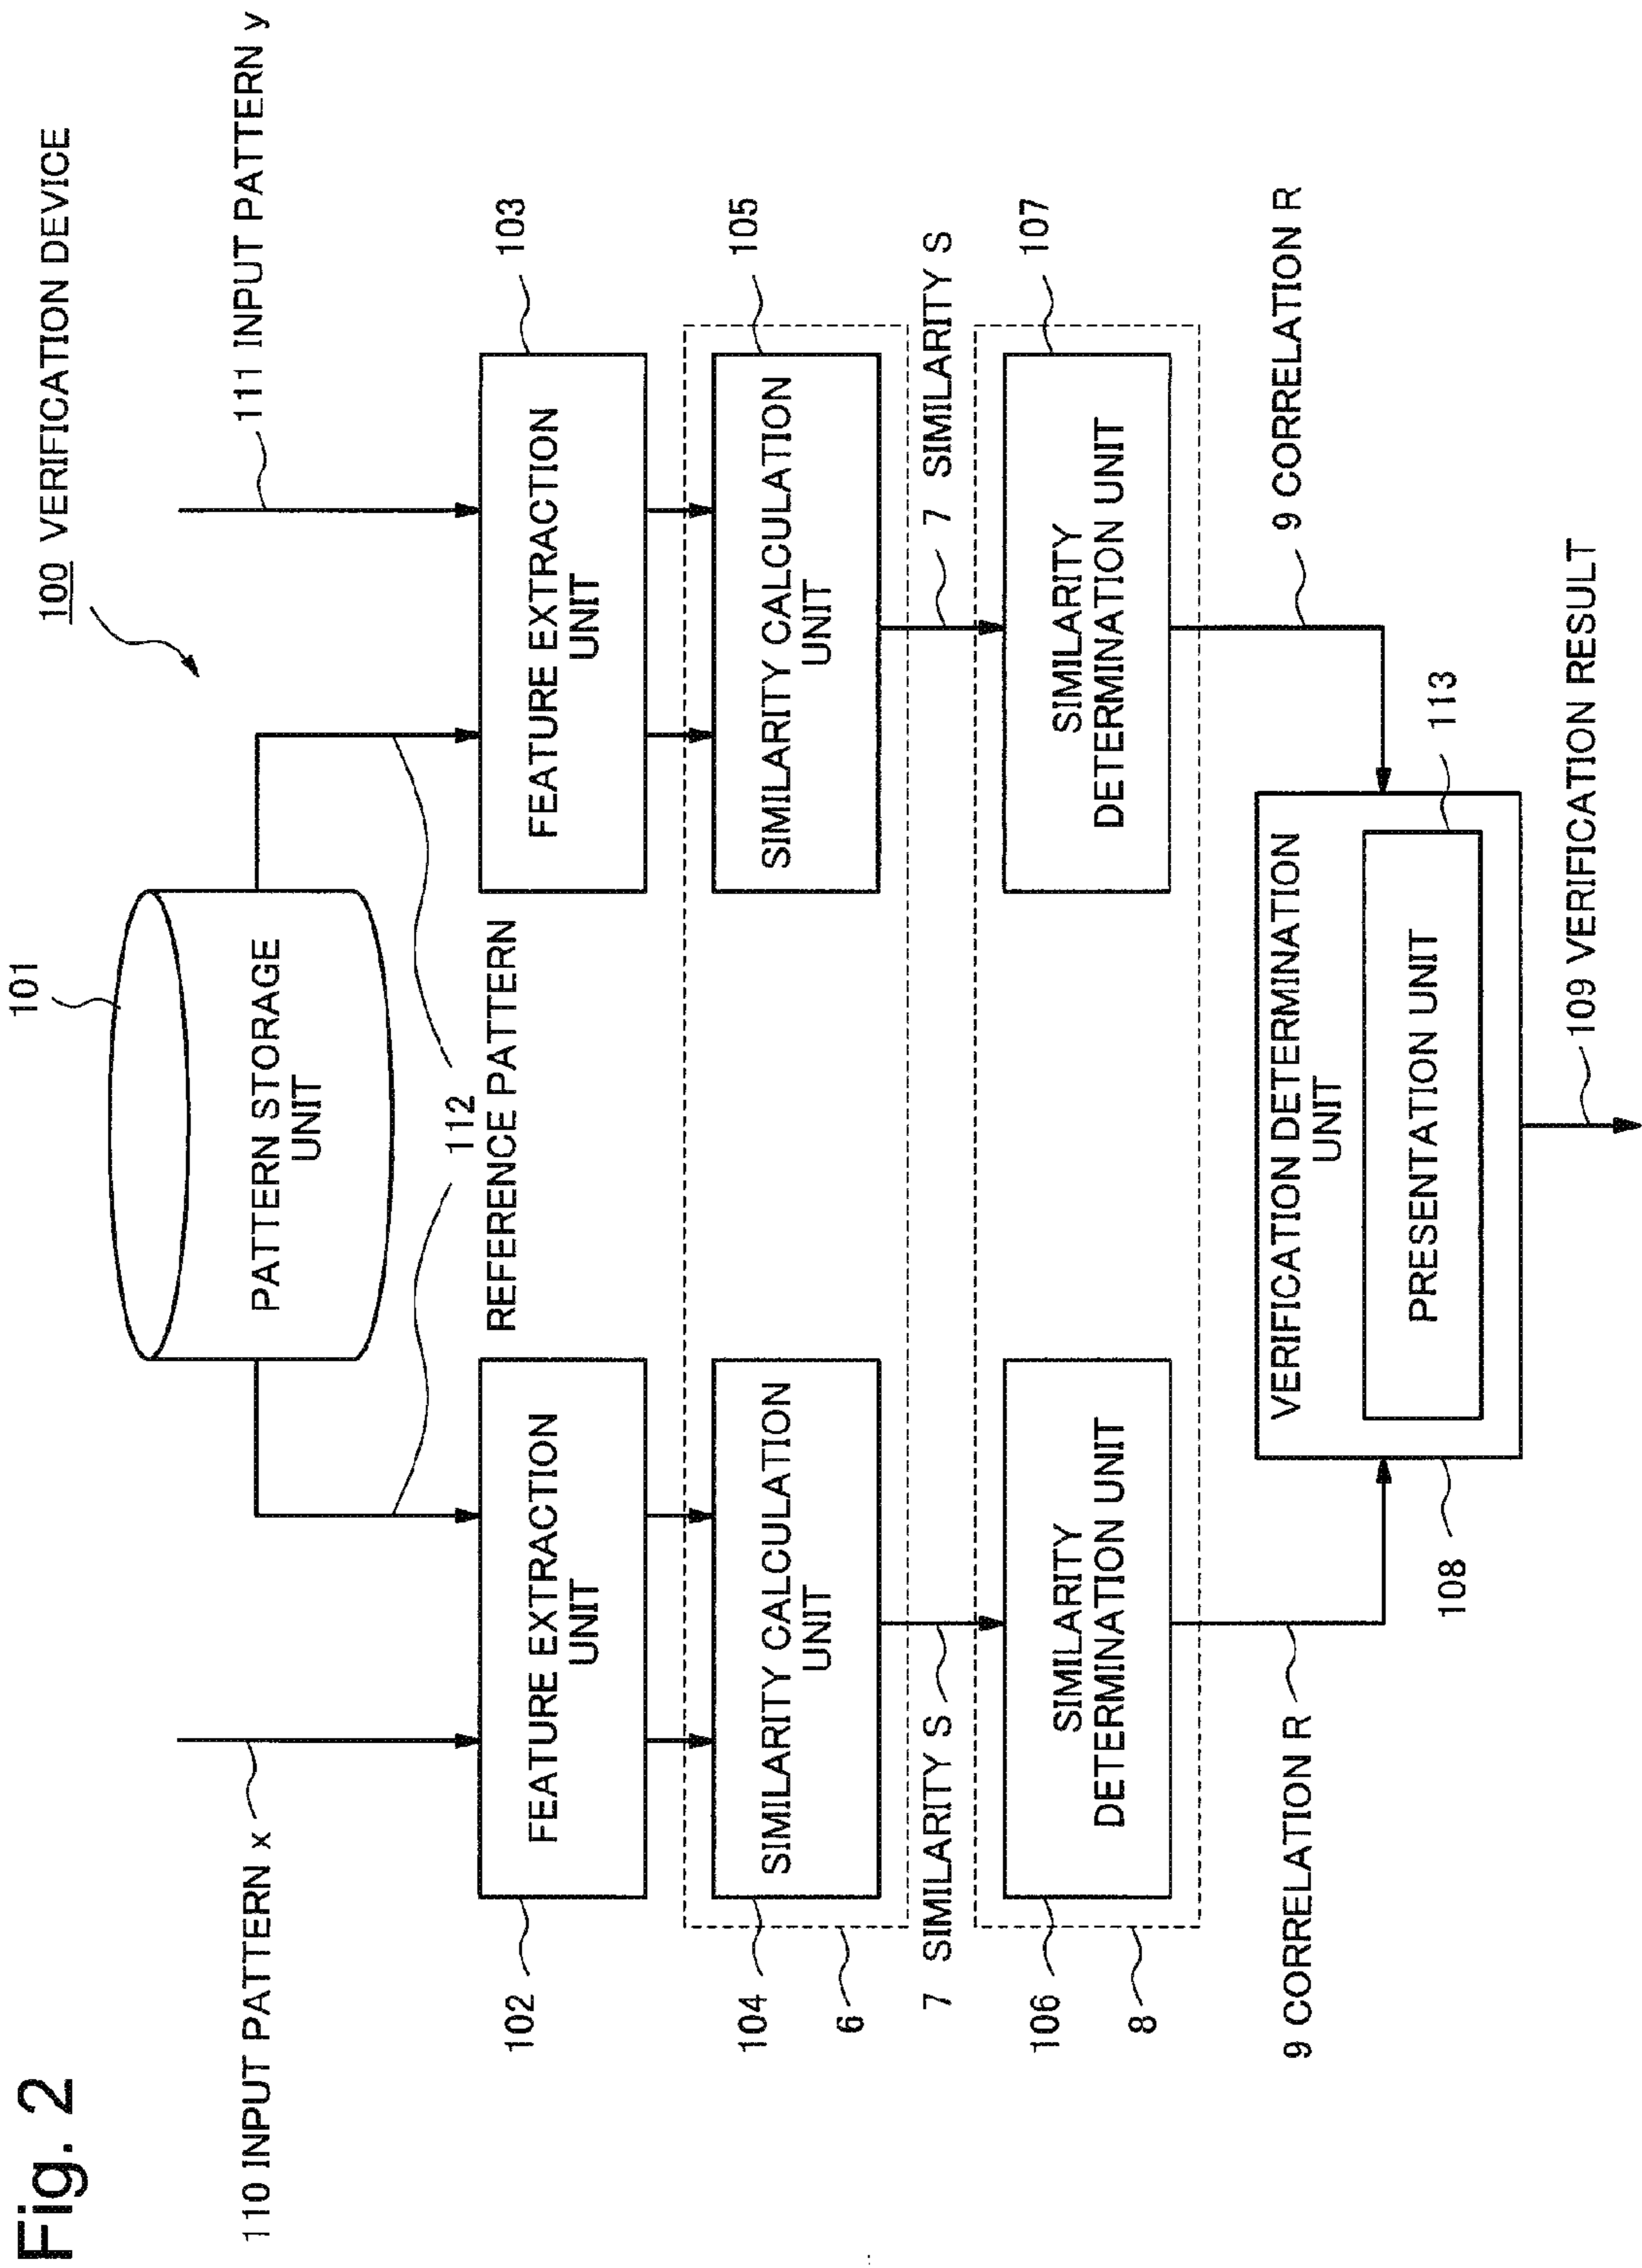 Fig. 2
100 VERIFICATION DEVICE
101
110 INPUT PATTERN x
111 INPUT PATTERN y
PATTERN STORAGE
UNIT
112
REFERENCE PATTERN
102
FEATURE EXTRACTION
UNIT
FEATURE EXTRACTION
UNIT
103
104
SIMILARITY CALCULATION
UNIT
SIMILARITY CALCULATION
UNIT
105
6
7 SIMILARITY S
7 SIMILARITY S
106
SIMILARITY
DETERMINATION UNIT
SIMILARITY
DETERMINATION UNIT
107
8
9 CORRELATION R
9 CORRELATION R
VERIFICATION DETERMINATION
UNIT
108
PRESENTATION UNIT
113
109 VERIFICATION RESULT